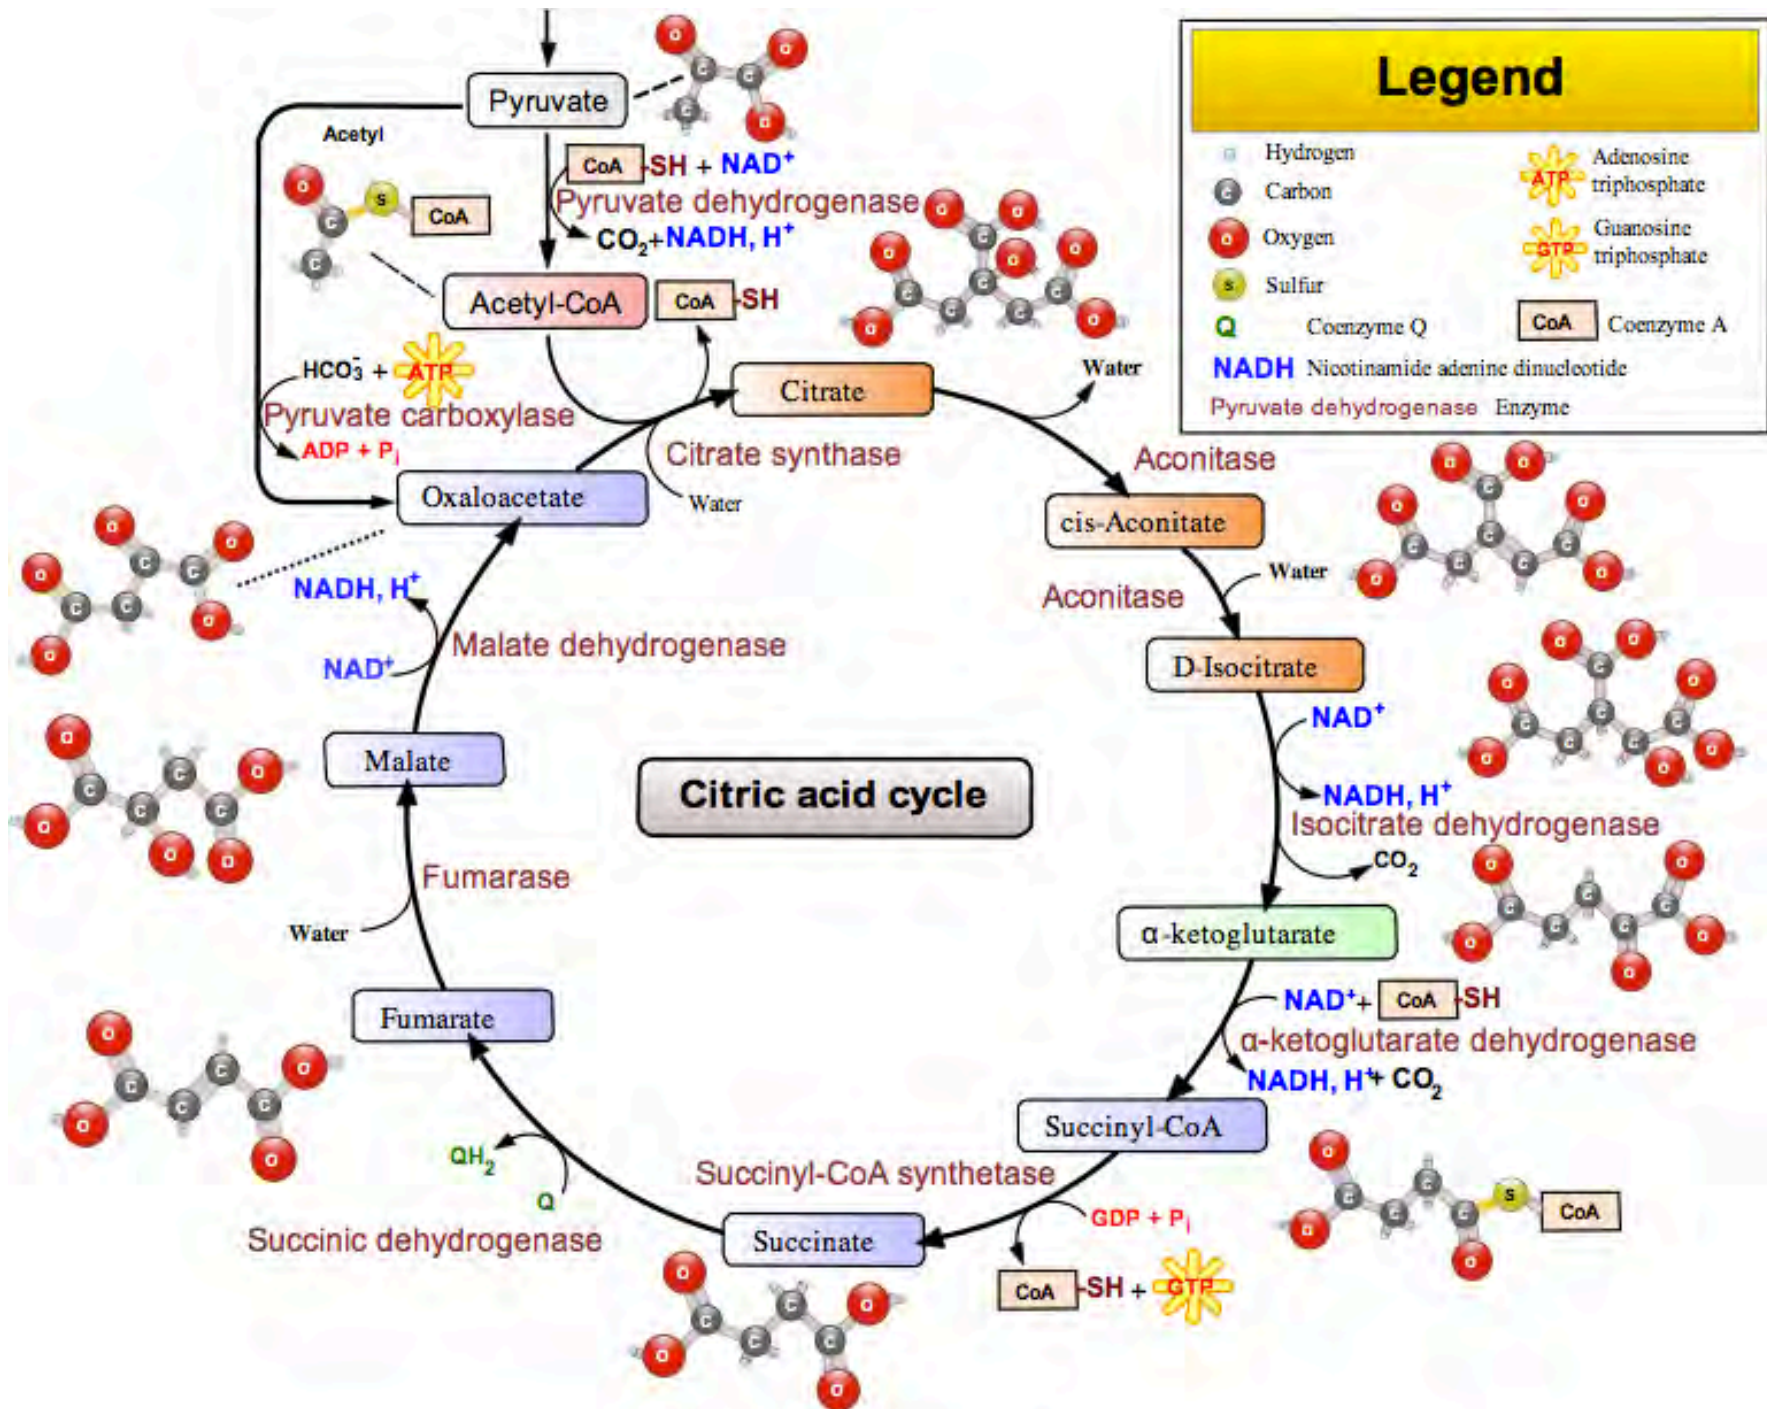 Legend
Hydrogen
Carbon
Oxygen
Sulfur
Q Coenzyme Q
NADH Nicotinamide adenine dinucleotide
Pyruvate dehydrogenase Enzyme
ATP Adenosine
triphosphate
GTP Guanosine
triphosphate
CoA Coenzyme A
Pyruvate
Acetyl
CoA
CoA -SH + NAD⁺
Pyruvate dehydrogenase
CO₂+NADH, H⁺
Acetyl-CoA
CoA -SH
HCO₃⁻ + ATP
Pyruvate carboxylase
ADP + Pi
Citrate
Water
Citrate synthase
Water
Aconitase
Oxaloacetate
cis-Aconitate
Water
Aconitase
NADH, H⁺
Malate dehydrogenase
NAD⁺
D-Isocitrate
NAD⁺
NADH, H⁺
Isocitrate dehydrogenase
CO₂
Malate
Citric acid cycle
Fumarase
Water
α-ketoglutarate
NAD⁺+ CoA -SH
α-ketoglutarate dehydrogenase
NADH, H⁺+ CO₂
Fumarate
Succinyl-CoA
CoA
QH₂
Q
Succinyl-CoA synthetase
Succinic dehydrogenase
Succinate
GDP + Pi
CoA -SH + GTP